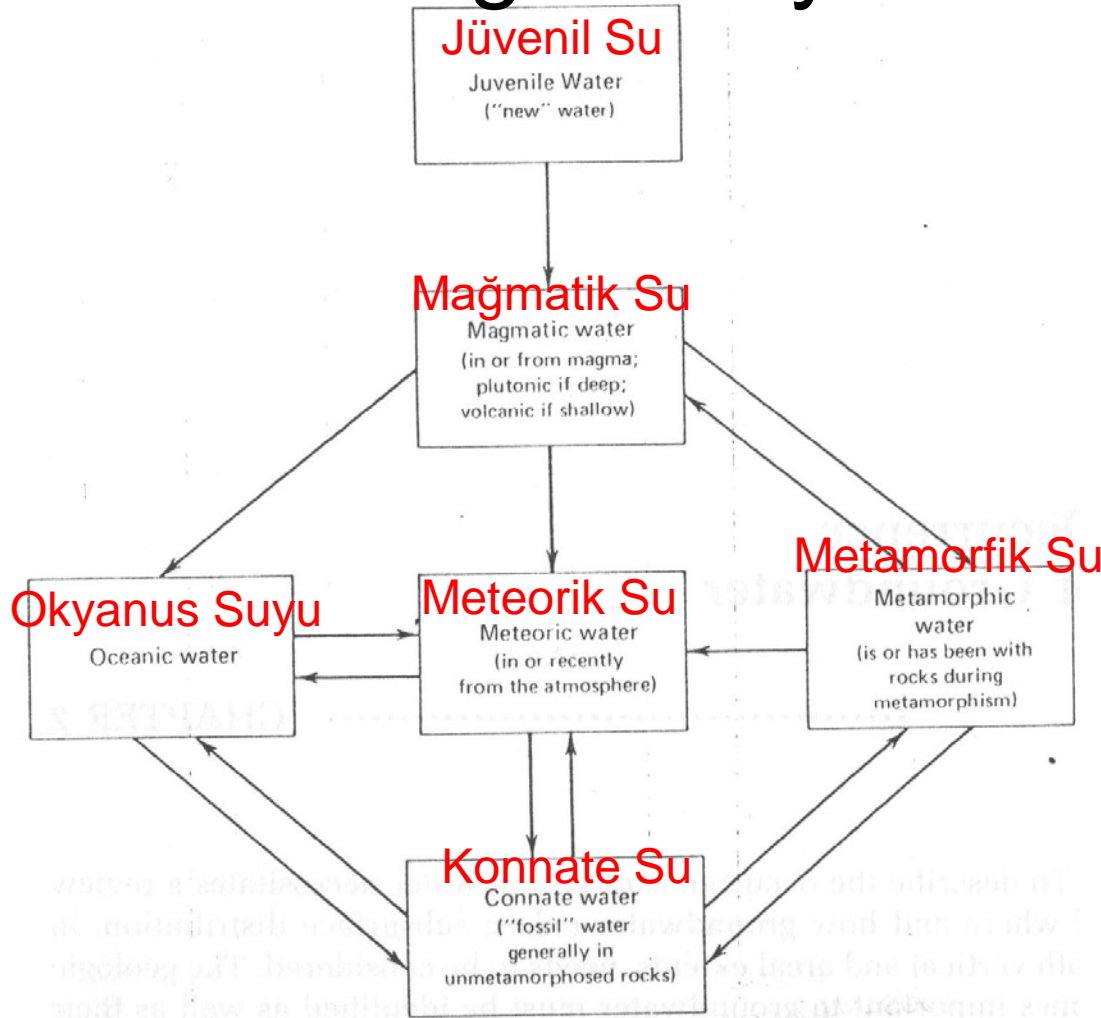 Jüvenil Su
Juvenile Water
("new" water)
Mağmatik Su
Magmatic water
(in or from magma;
plutonic if deep;
volcanic if shallow)
Okyanus Suyu
Oceanic water
Meteorik Su
Meteoric water
(in or recently
from the atmosphere)
Metamorfik Su
Metamorphic
water
(is or has been with
rocks during
metamorphism)
CHAPTER 2
Konnate Su
Connate water
("fossil" water
generally in
unmetamorphosed rocks)